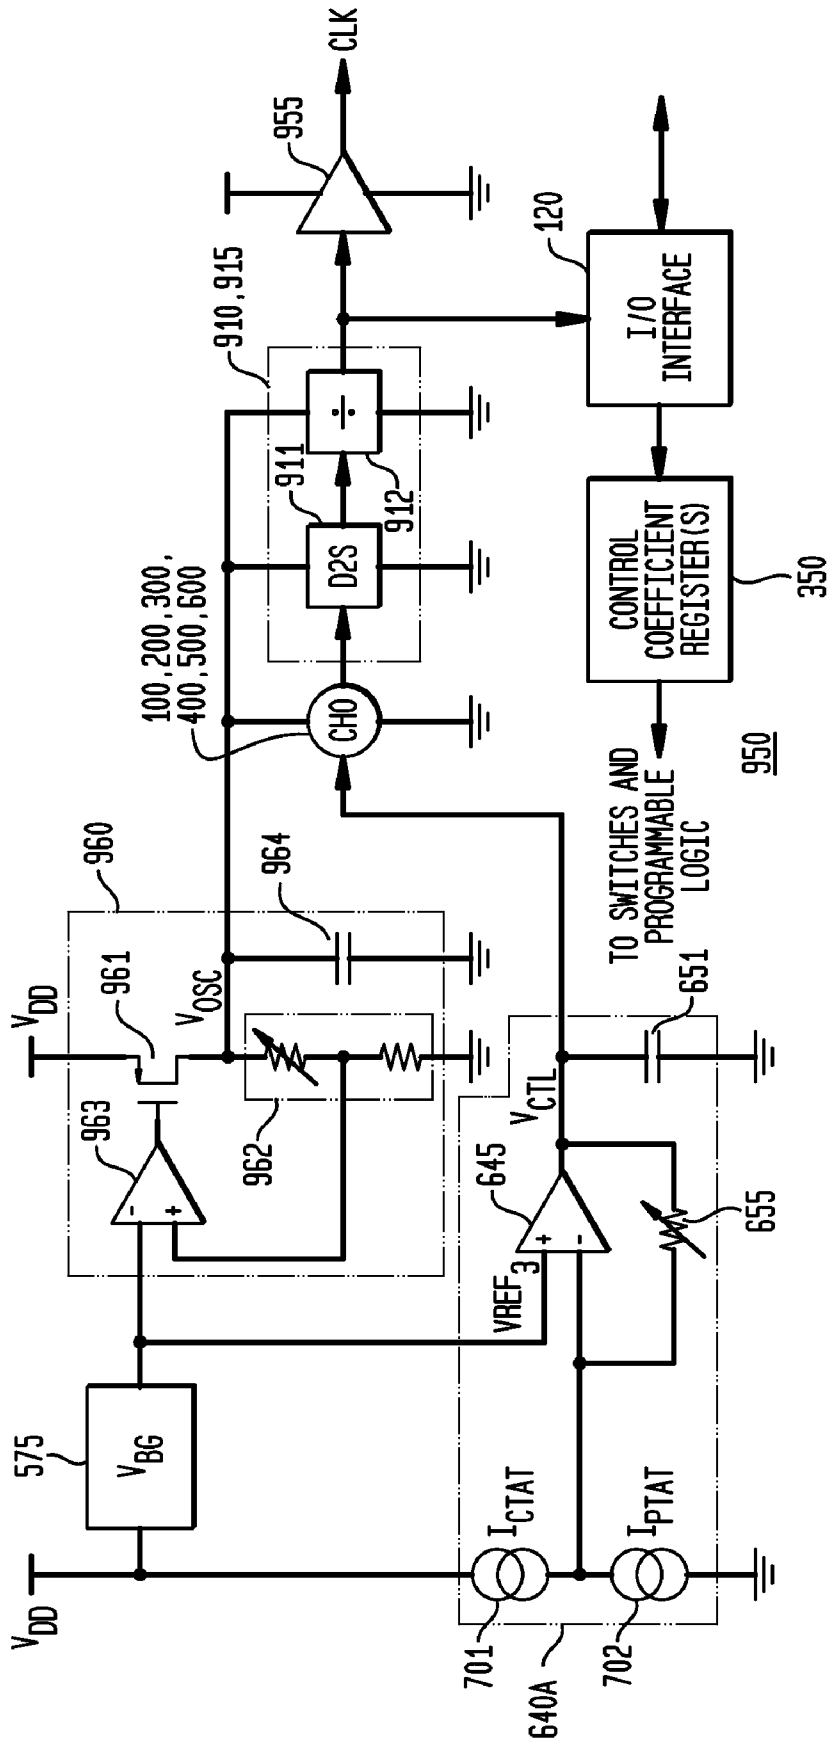 VDD
575
VBG
VDD
963
961
960
VOSC
964
962
-
+
100,200,300,
400,500,600
CHO
910,915
911
D2S
912
÷
955
CLK
VREF3
645
+
-
VCTL
651
655
ICTAT
701
IPTAT
702
640A
120
I/O
INTERFACE
CONTROL
COEFFICIENT
REGISTER(S)
350
TO SWITCHES AND
PROGRAMMABLE
LOGIC
950